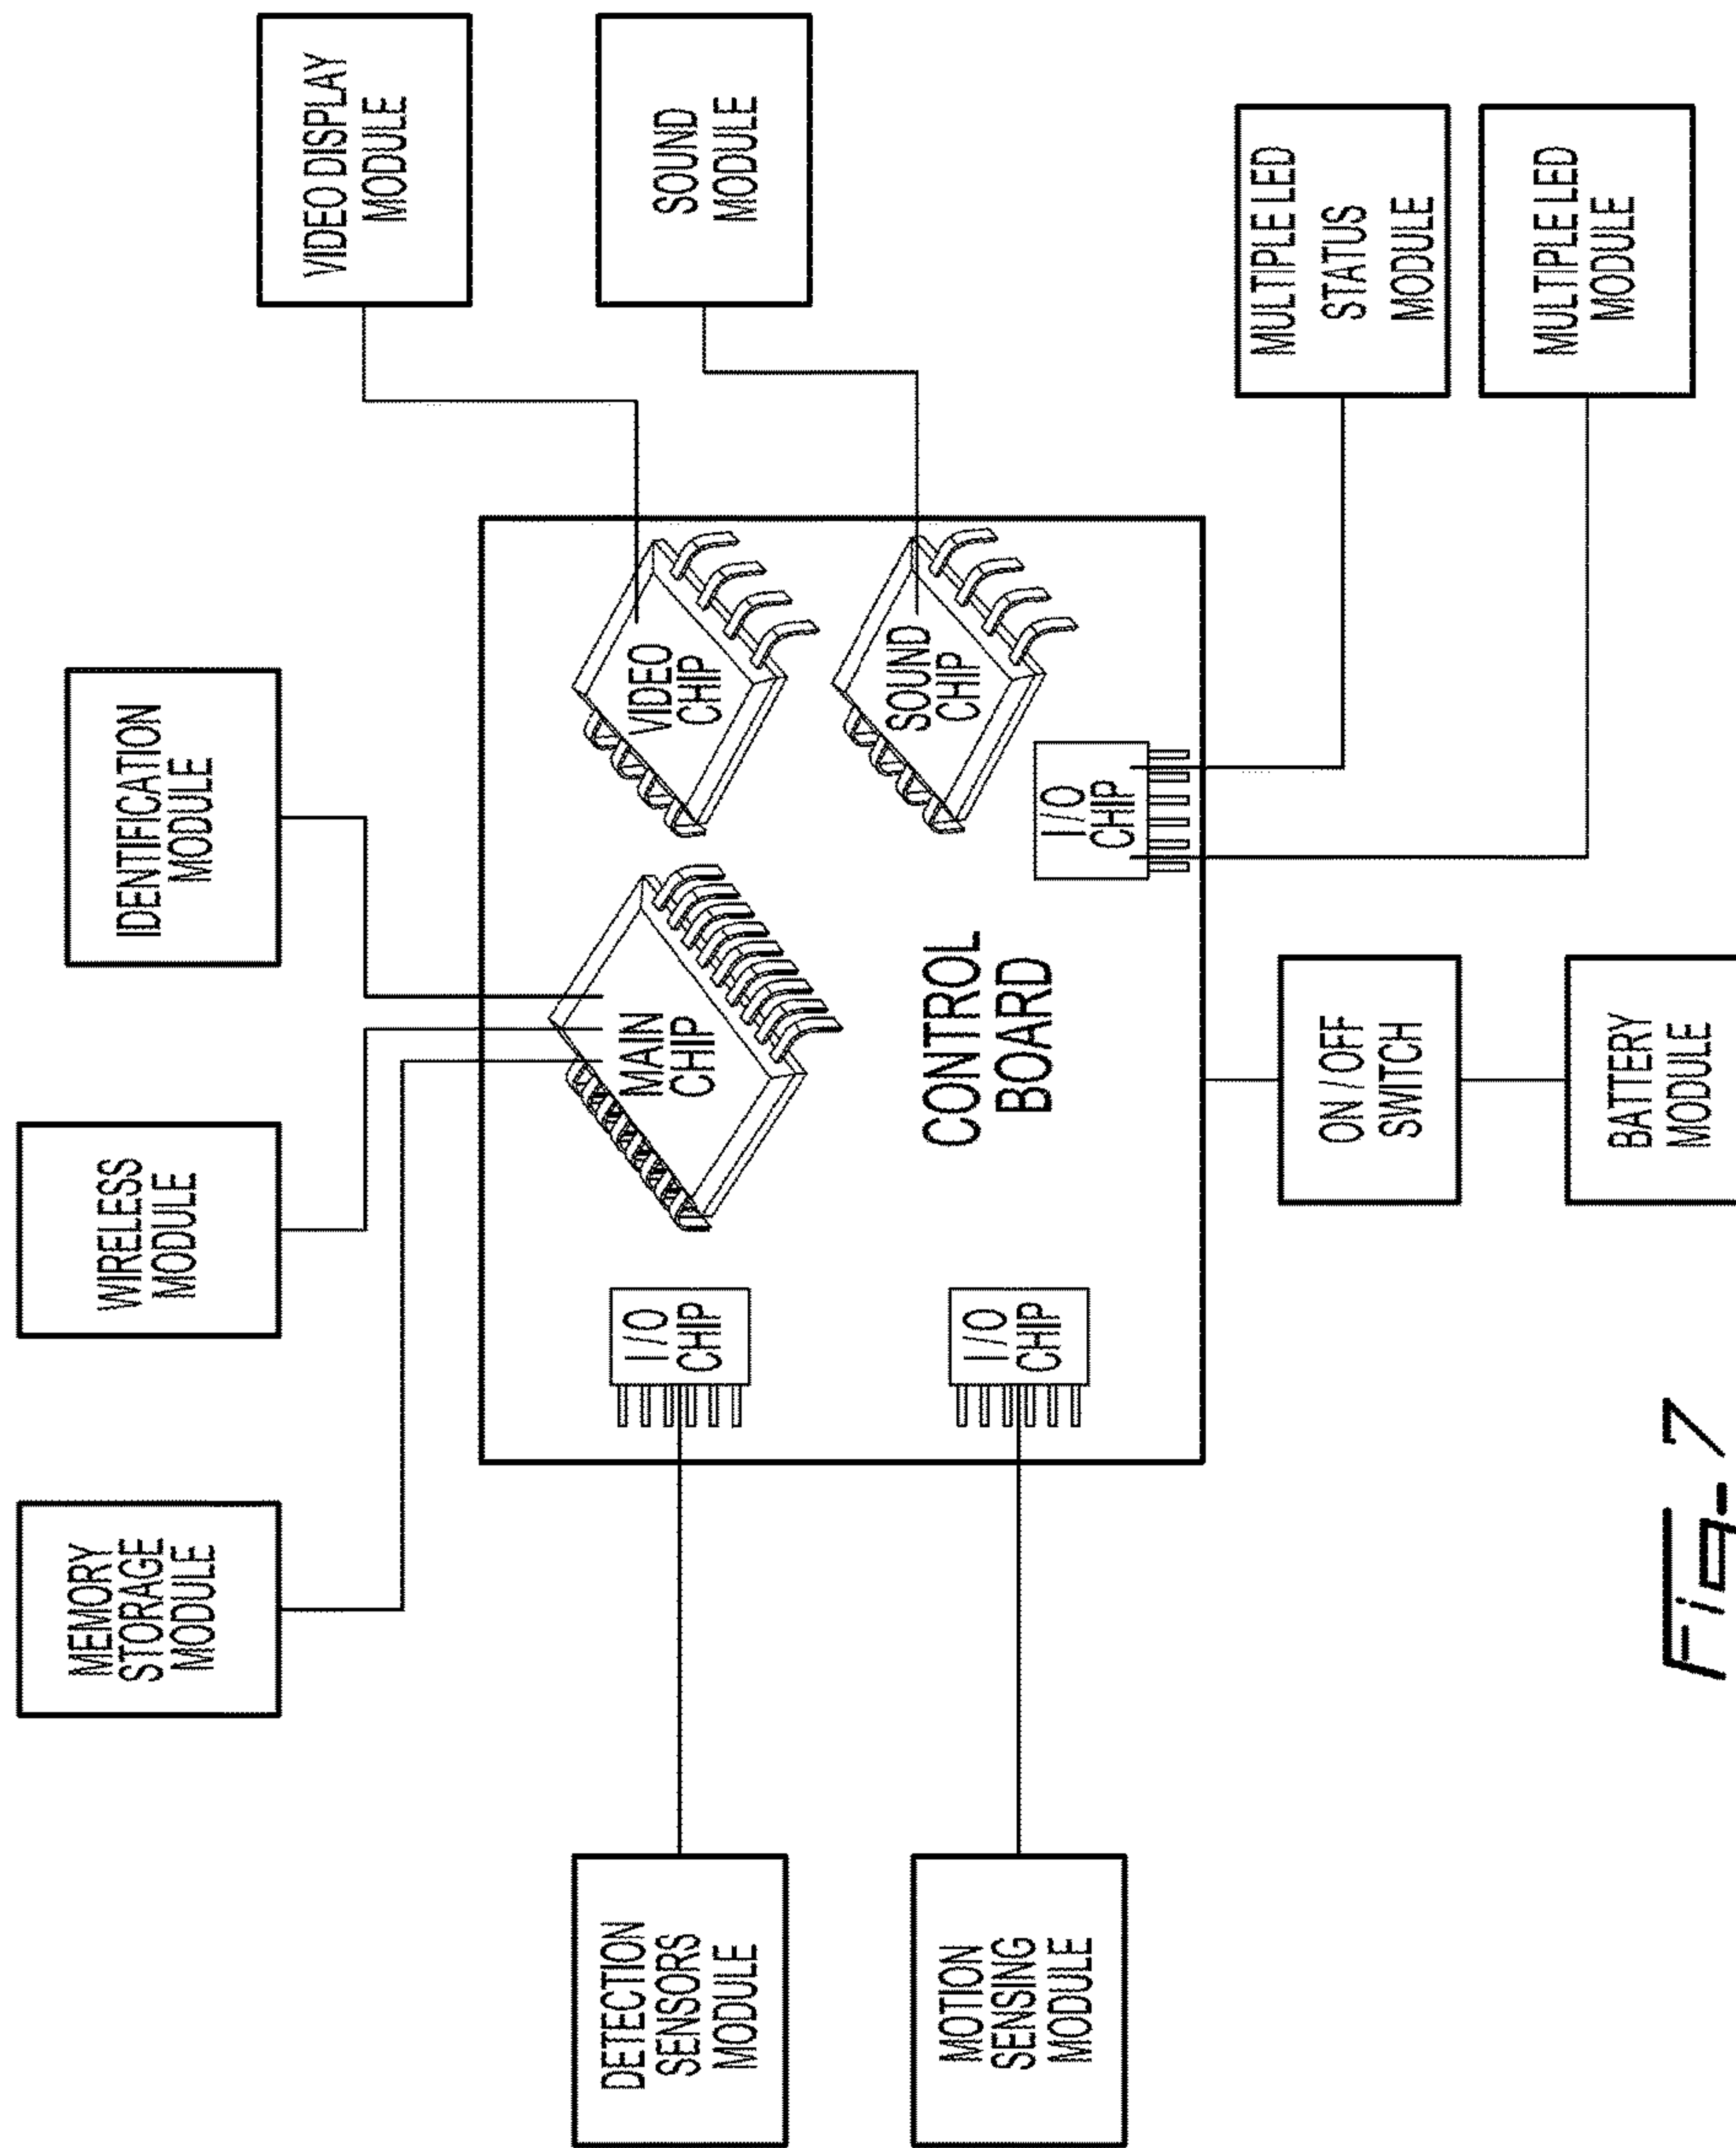 MEMORY
STORAGE
MODULE
WIRELESS
MODULE
IDENTIFICATION
MODULE
VIDEO DISPLAY
MODULE
SOUND
MODULE
DETECTION
SENSORS
MODULE
MOTION
SENSING
MODULE
I/O
CHIP
I/O
CHIP
MAIN
CHIP
VIDEO
CHIP
SOUND
CHIP
I/O
CHIP
CONTROL
BOARD
MULTIPLE LED
STATUS
MODULE
MULTIPLE LED
MODULE
ON / OFF
SWITCH
BATTERY
MODULE
Fig- 7